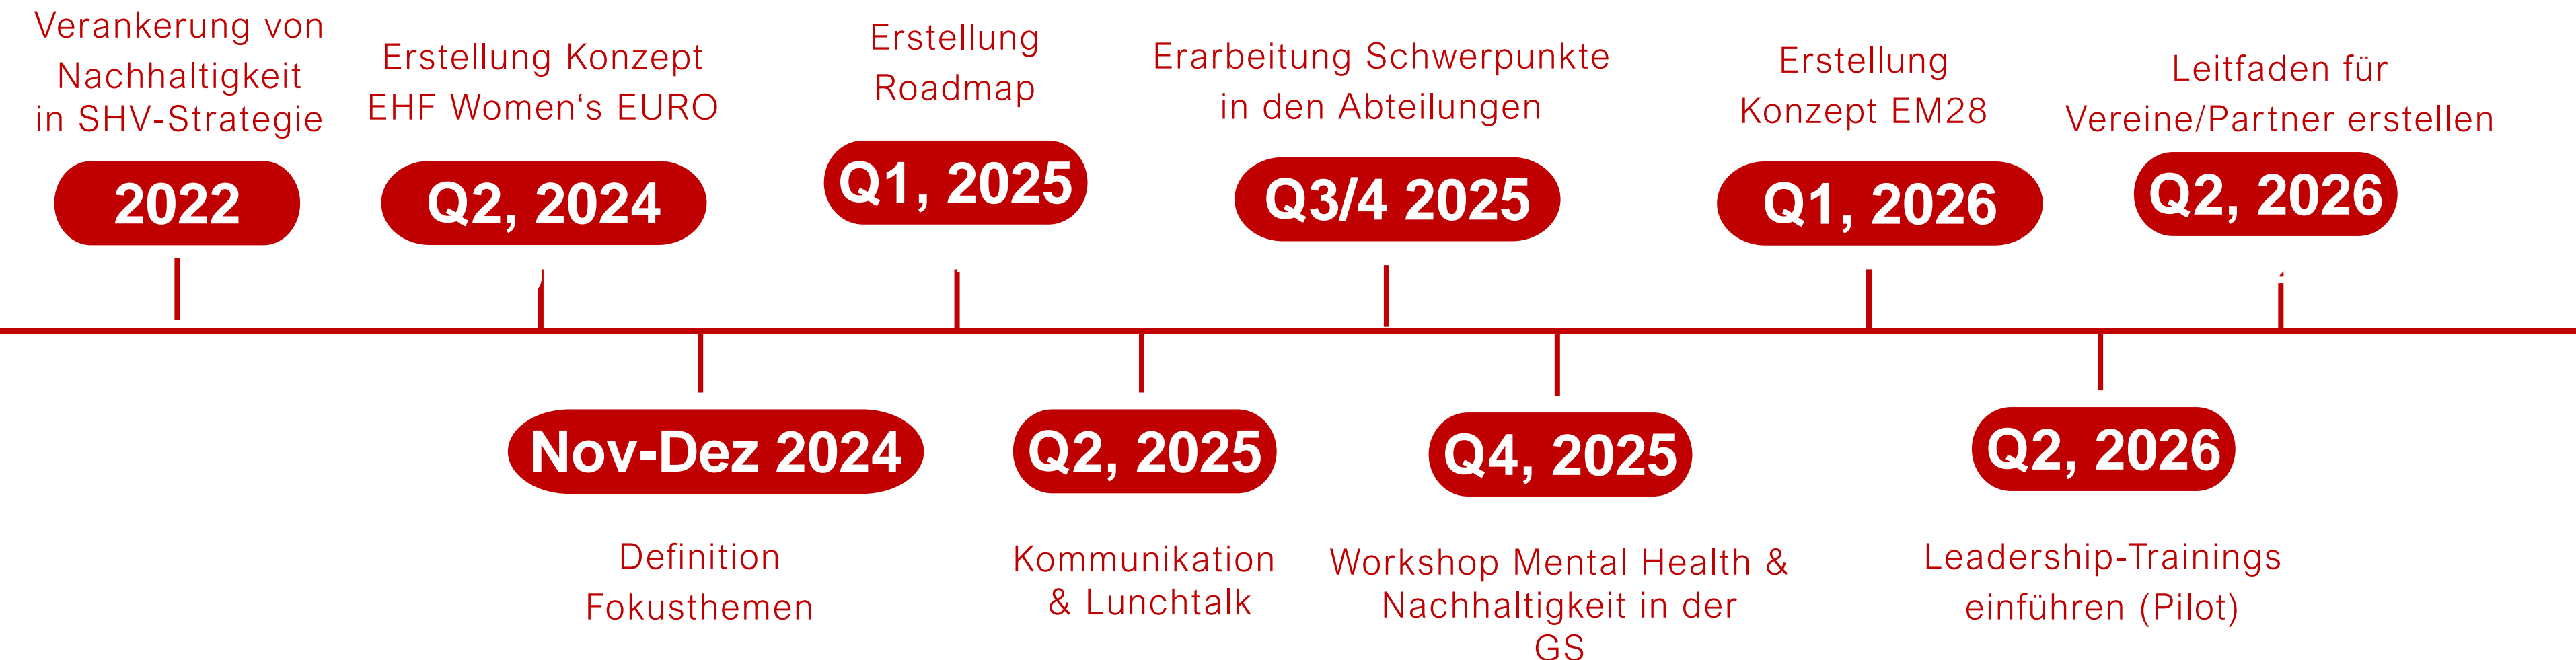 Verankerung von
Nachhaltigkeit
in SHV-Strategie
2022
Erstellung Konzept
EHF Women‘s EURO
Q2, 2024
Erstellung
Roadmap
Q1, 2025
Erarbeitung Schwerpunkte
in den Abteilungen
Q3/4 2025
Erstellung
Konzept EM28
Q1, 2026
Leitfaden für
Vereine/Partner erstellen
Q2, 2026
Nov-Dez 2024
Definition
Fokusthemen
Q2, 2025
Kommunikation
& Lunchtalk
Q4, 2025
Workshop Mental Health &
Nachhaltigkeit in der
GS
Q2, 2026
Leadership-Trainings
einführen (Pilot)